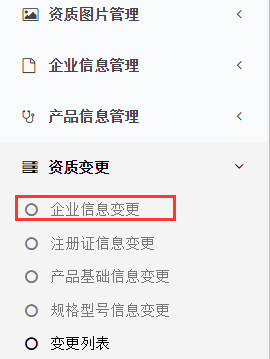 资质图片管理
企业信息管理
产品信息管理
资质变更
企业信息变更
注册证信息变更
产品基础信息变更
规格型号信息变更
变更列表